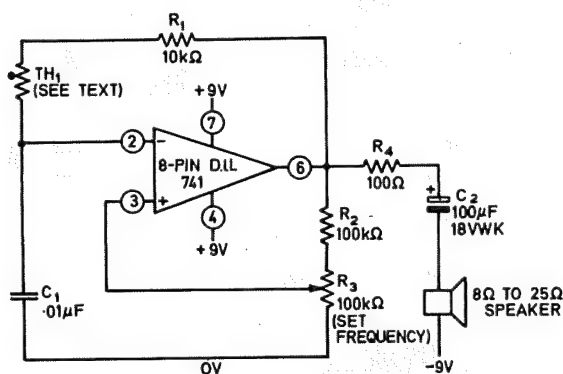 R1
10kΩ
TH1
(SEE TEXT)
+9V
7
2
−
8-PIN D.I.L
741
6
3
+
4
+9V
R4
100Ω
+
C2
100µF
18VWK
R2
100kΩ
R3
100kΩ
(SET
FREQUENCY)
C1
·01µF
8Ω TO 25Ω
SPEAKER
0V
−9V